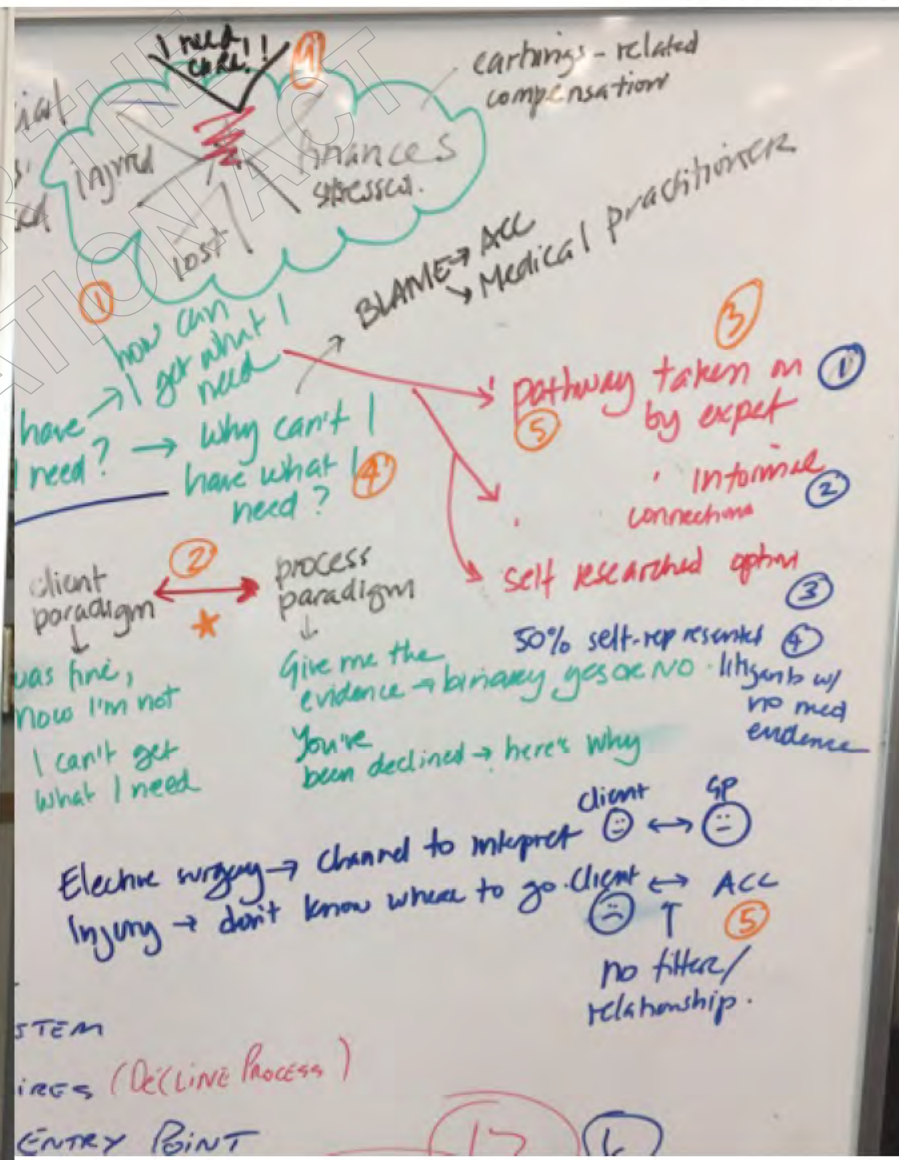 I need
care!!
9
earnings-related
compensation
injured
finances
stressed.
lost
1
BLAME → ACC
↘ Medical practitioner
how can
I get what I
need
have →
I need? → Why can't I
have what I 4
need?
3
pathway taken on 1
5 by expert
informal 2
connections
self researched option
3
50% self-represented 4
litigants w/
no med
evidence
2
client ↔ process
paradigm paradigm
was fine,
now I'm not
I can't get
what I need
Give me the
evidence → binary yes or NO.
You've
been declined → here's why
Elective surgery → Channel to interpret Client ↔ GP
Injury → don't know where to go. Client ↔ ACC
5
no filter/
relationship.
STEM
IRES (DECLINE PROCESS)
ENTRY POINT